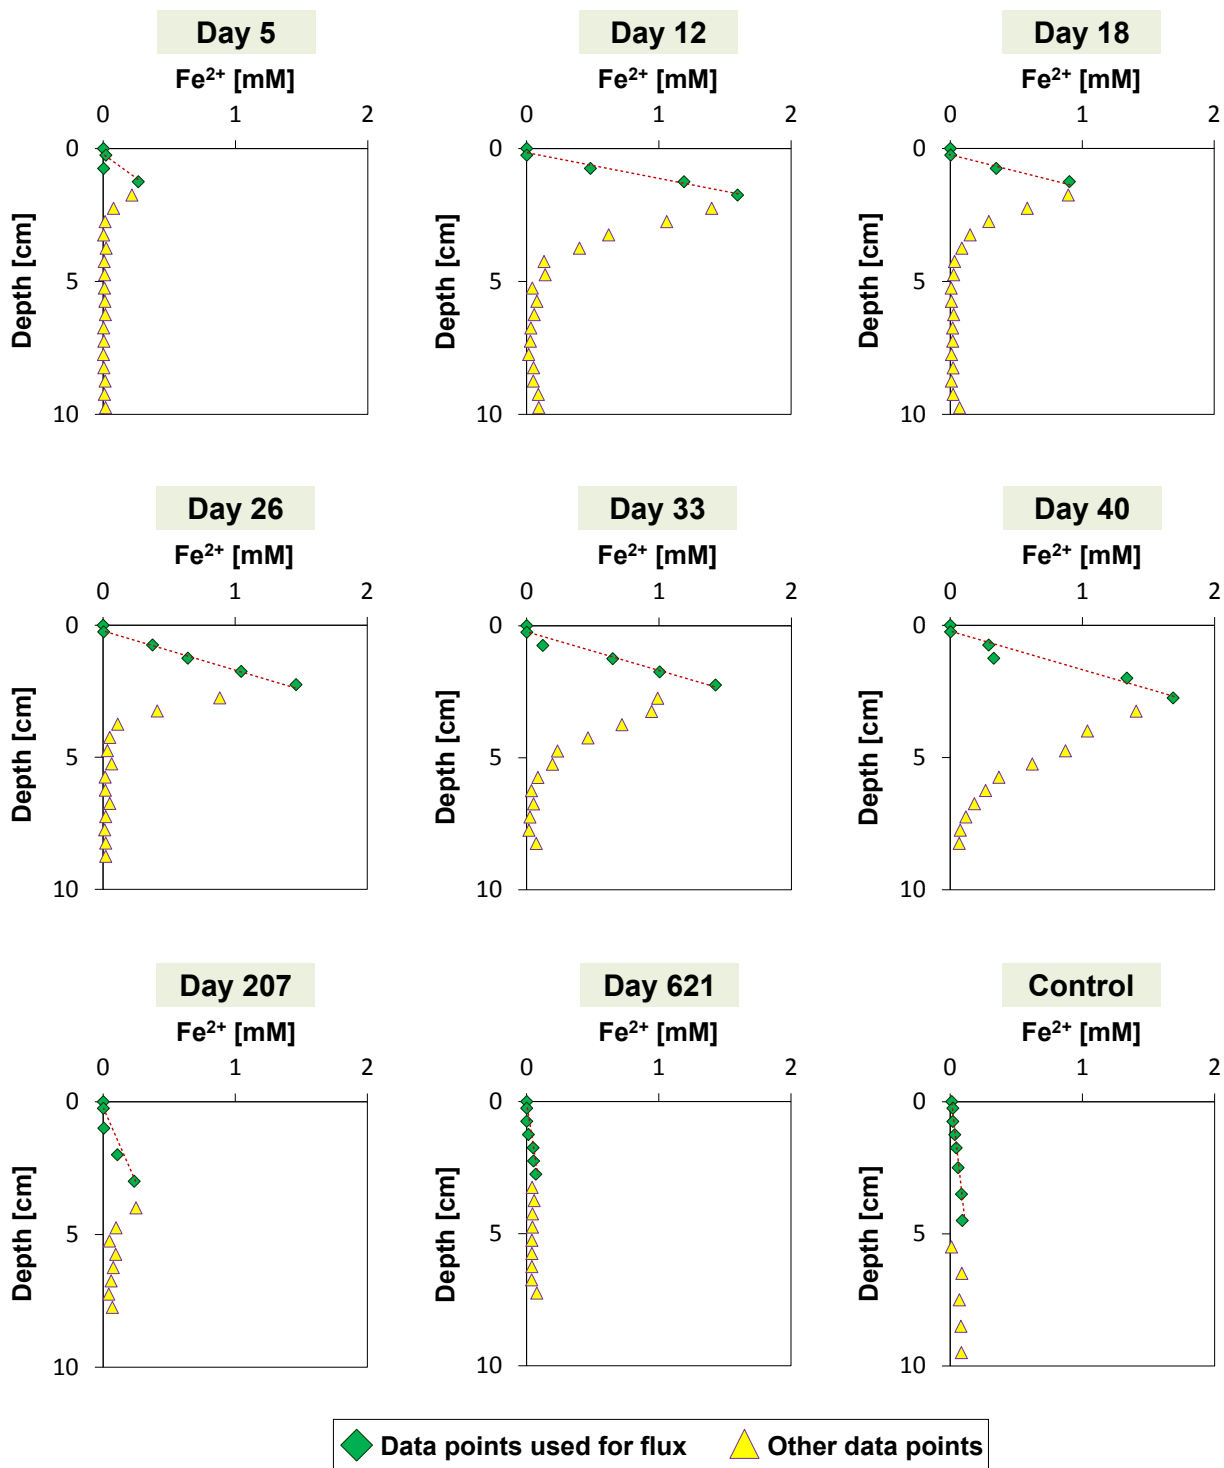 Day 5 Day 12 Day 18
Fe²⁺ [mM] Fe²⁺ [mM] Fe²⁺ [mM]
0 1 2 0 1 2 0 1 2
0 0 0
Depth [cm] Depth [cm] Depth [cm]
5 5 5
10 10 10
Day 26 Day 33 Day 40
Fe²⁺ [mM] Fe²⁺ [mM] Fe²⁺ [mM]
0 1 2 0 1 2 0 1 2
0 0 0
Depth [cm] Depth [cm] Depth [cm]
5 5 5
10 10 10
Day 207 Day 621 Control
Fe²⁺ [mM] Fe²⁺ [mM] Fe²⁺ [mM]
0 1 2 0 1 2 0 1 2
0 0 0
Depth [cm] Depth [cm] Depth [cm]
5 5 5
10 10 10
Data points used for flux Other data points